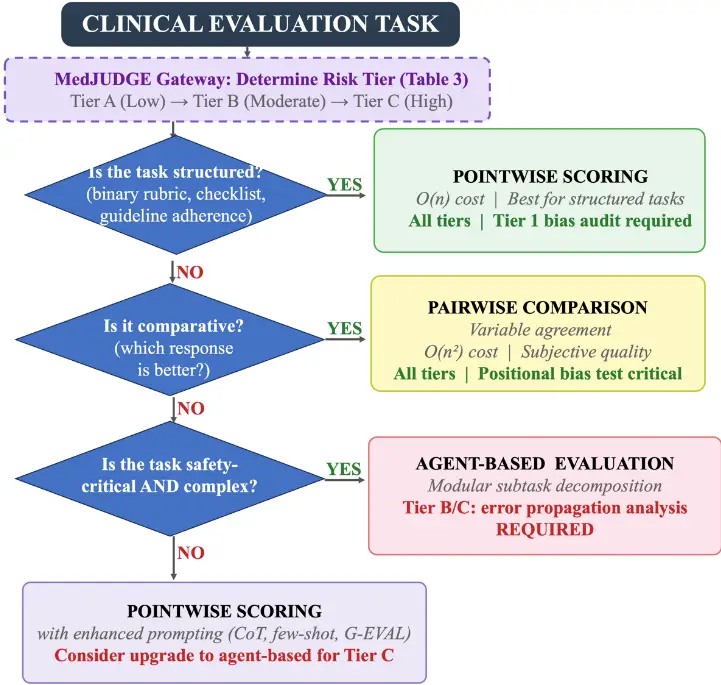 CLINICAL EVALUATION TASK
MedJUDGE Gateway: Determine Risk Tier (Table 3)
Tier A (Low) → Tier B (Moderate) → Tier C (High)
Is the task structured?
(binary rubric, checklist,
guideline adherence)
YES
POINTWISE SCORING
O(n) cost | Best for structured tasks
All tiers | Tier 1 bias audit required
NO
Is it comparative?
(which response
is better?)
YES
PAIRWISE COMPARISON
Variable agreement
O(n²) cost | Subjective quality
All tiers | Positional bias test critical
NO
Is the task safety-
critical AND complex?
YES
AGENT-BASED EVALUATION
Modular subtask decomposition
Tier B/C: error propagation analysis
REQUIRED
NO
POINTWISE SCORING
with enhanced prompting (CoT, few-shot, G-EVAL)
Consider upgrade to agent-based for Tier C